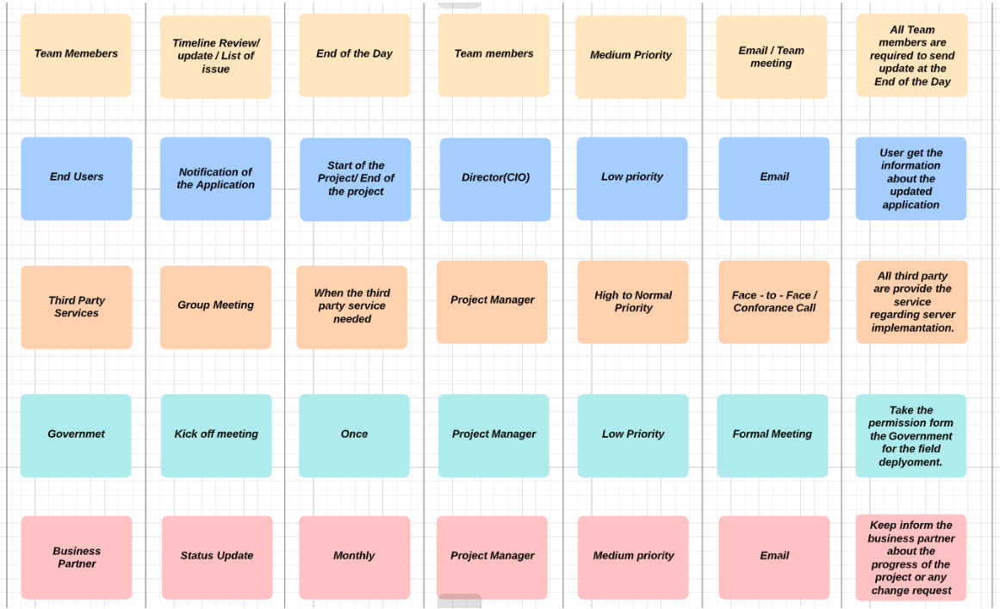 Team Memebers
Timeline Review/
update / List of
issue
End of the Day
Team members
Medium Priority
Email / Team
meeting
All Team
members are
required to send
update at the
End of the Day
End Users
Notification of
the Application
Start of the
Project/ End of
the project
Director(CIO)
Low priority
Email
User get the
information
about the
updated
application
Third Party
Services
Group Meeting
When the third
party service
needed
Project Manager
High to Normal
Priority
Face - to - Face /
Conforance Call
All third party
are provide the
service
regarding server
implemantation.
Governmet
Kick off meeting
Once
Project Manager
Low Priority
Formal Meeting
Take the
permission form
the Government
for the field
deplyoment.
Business
Partner
Status Update
Monthly
Project Manager
Medium priority
Email
Keep inform the
business partner
about the
progress of the
project or any
change request